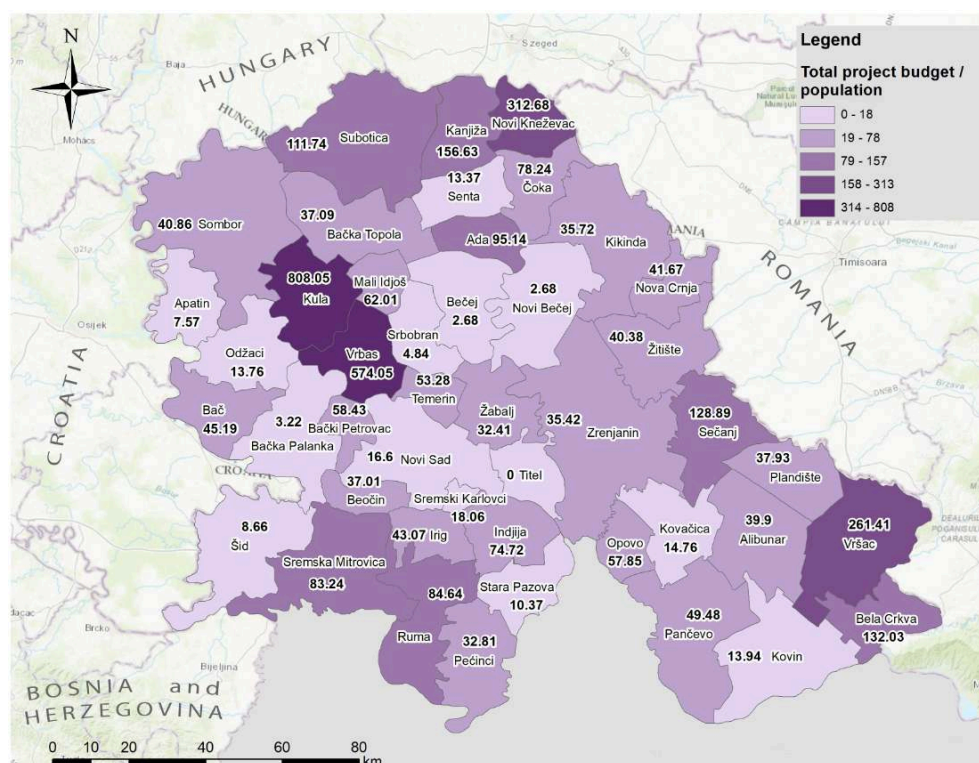 N
HUNGARY
HUNGAR
Baja
Szeged
Mohács
Legend
Total project budget /
population
0 - 18
19 - 78
79 - 157
158 - 313
314 - 808
312.68
Novi Kneževac
Subotica
111.74
Kanjiža
156.63
13.37
Senta
78.24
Čoka
40.86 Sombor
37.09
Bačka Topola
Ada 95.14
35.72
Kikinda
MANIA
ROMANIA
Timisoara
41.67
Nova Crnja
808.05
Kula
Mali Idjoš
62.01
Bečej
2.68
2.68
Novi Bečej
Apatin
7.57
Osijek
Srbobran
4.84
40.38
Žitište
Odžaci
13.76
Vrbas
574.05
53.28
Temerin
CROATIA
Bač
45.19
3.22
Bačka Palanka
58.43
Bački Petrovac
Žabalj
32.41
35.42
Zrenjanin
128.89
Sečanj
16.6
Novi Sad
0 Titel
37.93
Plandište
CROATIA
37.01
Beočin
Sremski Karlovci
18.06
8.66
Šid
43.07 Irig
Indjija
74.72
Opovo
57.85
Kovačica
14.76
39.9
Alibunar
261.41
Vršac
Sremska Mitrovica
83.24
84.64
Ruma
Stara Pazova
10.37
32.81
Pećinci
49.48
Pančevo
13.94 Kovin
Bela Crkva
132.03
Brcko
Bijeljina
BOSNIA and
HERZEGOVINA
0 10 20 40 60 80
km